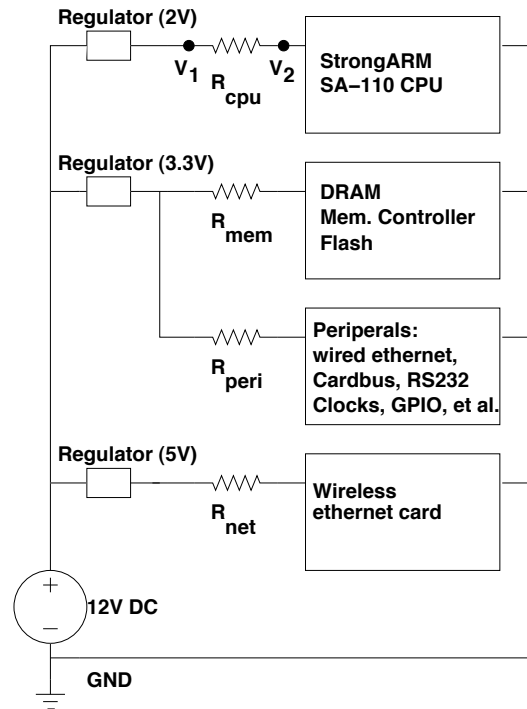 Regulator (2V)
V1
V2
Rcpu
StrongARM
SA–110 CPU
Regulator (3.3V)
Rmem
DRAM
Mem. Controller
Flash
Rperi
Periperals:
wired ethernet,
Cardbus, RS232
Clocks, GPIO, et al.
Regulator (5V)
Rnet
Wireless
ethernet card
+
12V DC
–
GND